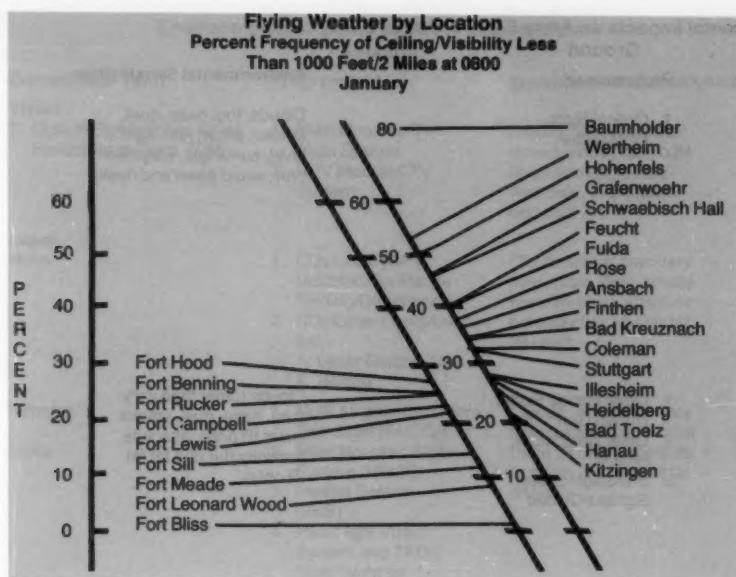 Flying Weather by Location
Percent Frequency of Ceiling/Visibility Less
Than 1000 Feet/2 Miles at 0600
January
PERCENT
60
50
40
30
20
10
0
Fort Hood
Fort Benning
Fort Rucker
Fort Campbell
Fort Lewis
Fort Sill
Fort Meade
Fort Leonard Wood
Fort Bliss
80
60
50
40
30
20
10
Baumholder
Wertheim
Hohenfels
Grafenwoehr
Schwaebisch Hall
Feucht
Fulda
Rose
Ansbach
Finthen
Bad Kreuznach
Coleman
Stuttgart
Illesheim
Heidelberg
Bad Toelz
Hanau
Kitzingen